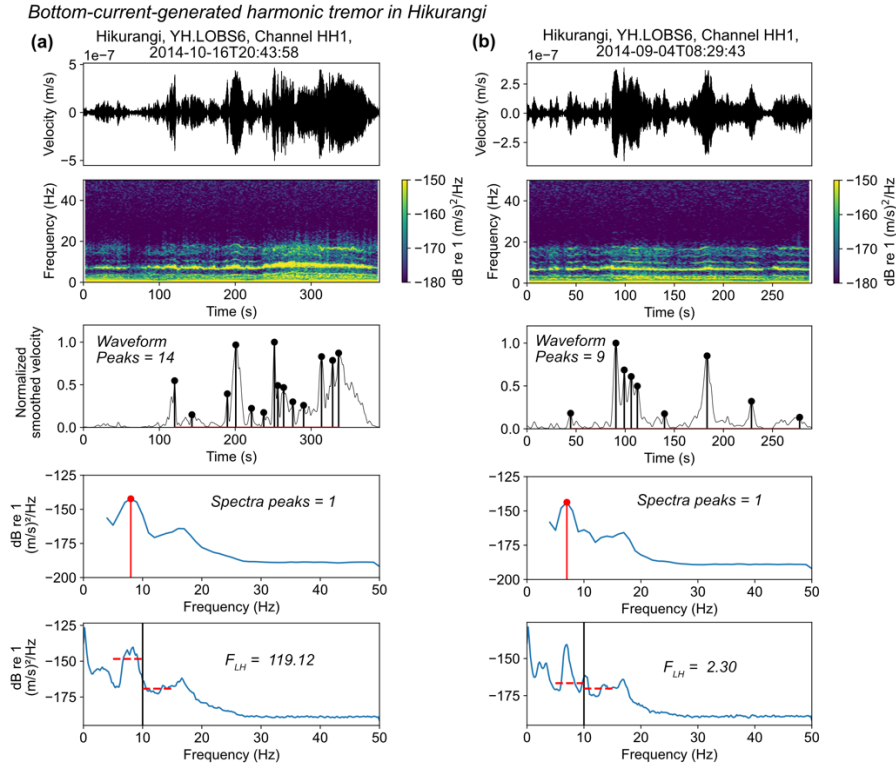 Bottom-current-generated harmonic tremor in Hikurangi
(a)
Hikurangi, YH.LOBS6, Channel HH1,
2014-10-16T20:43:58
1e−7
5
0
−5
Velocity (m/s)
40
20
0
Frequency (Hz)
0 100 200 300
Time (s)
−150
−160
−170
−180
dB re 1 (m/s)²/Hz
Waveform
Peaks = 14
1.0
0.5
0.0
Normalized
smoothed velocity
0 100 200 300
Time (s)
−125
−150
−175
−200
dB re 1
(m/s)²/Hz
Spectra peaks = 1
0 10 20 30 40 50
Frequency (Hz)
−125
−150
−175
dB re 1
(m/s)²/Hz
F_LH = 119.12
0 10 20 30 40 50
Frequency (Hz)
(b)
Hikurangi, YH.LOBS6, Channel HH1,
2014-09-04T08:29:43
1e−7
2.5
0.0
−2.5
Velocity (m/s)
40
20
0
Frequency (Hz)
0 50 100 150 200 250
Time (s)
−150
−160
−170
−180
dB re 1 (m/s)²/Hz
Waveform
Peaks = 9
1.0
0.5
0.0
0 50 100 150 200 250
Time (s)
−125
−150
−175
−200
Spectra peaks = 1
0 10 20 30 40 50
Frequency (Hz)
−125
−150
−175
F_LH = 2.30
0 10 20 30 40 50
Frequency (Hz)